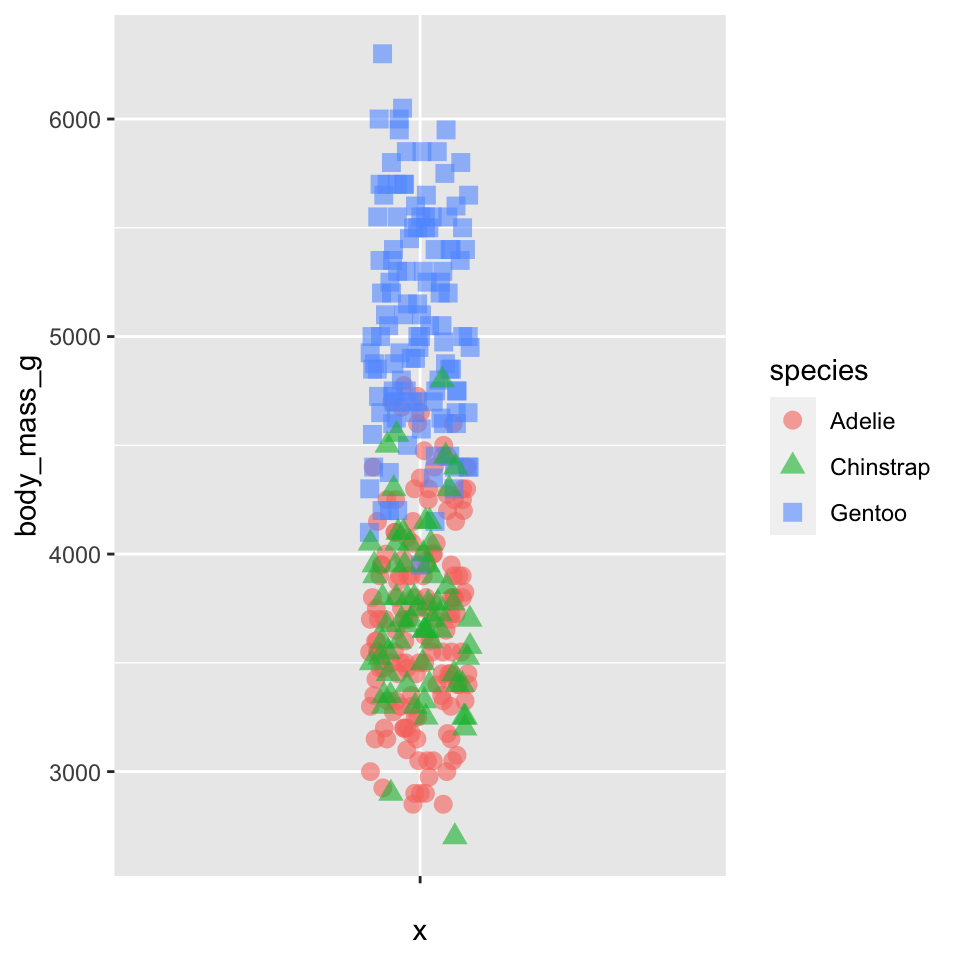 6000
5000
4000
3000
body_mass_g
x
species
Adelie
Chinstrap
Gentoo